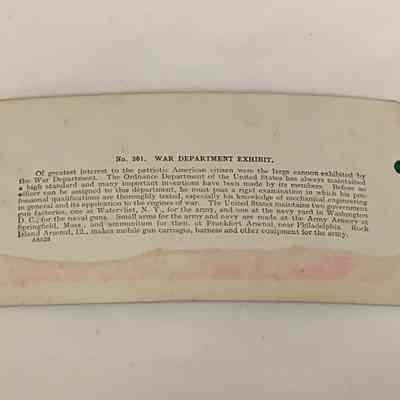 No. 301. WAR DEPARTMENT EXHIBIT.
Of greatest interest to the patriotic American citizen were the large cannon exhibited by
the War Department. The Ordnance Department of the United States has always maintained
a high standard and many important inventions have been made by its members. Before an
officer can be assigned to this department, he must pass a rigid examination in which his pro-
fessional qualifications are thoroughly tested, especially his knowledge of mechanical engineering
in general and its application to the engines of war. The United States maintains two government
gun factories, one at Watervliet, N. Y., for the army, and one at the navy yard in Washington
D. C., for the naval guns. Small arms for the army and navy are made at the Army Armory at
Springfield, Mass., and ammunition for them at Frankfort Arsenal, near Philadelphia. Rock
Island Arsenal, Ill., makes mobile gun carriages, harness and other equipment for the army.